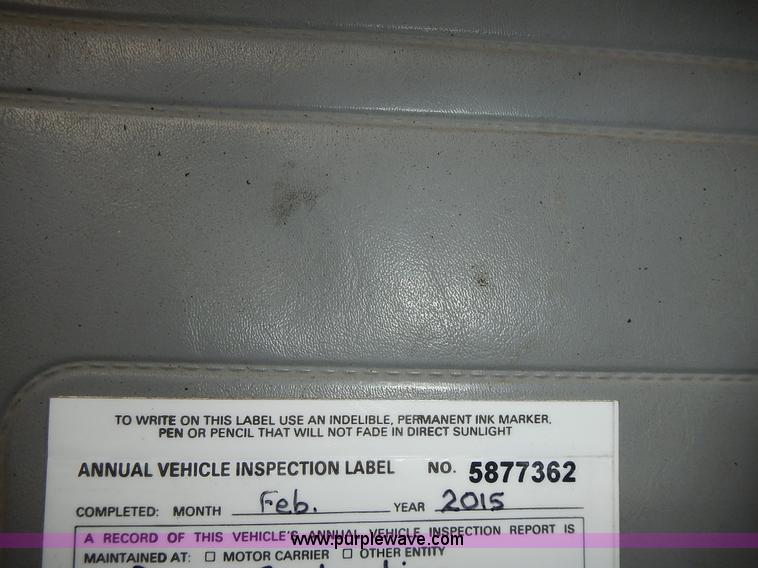 TO WRITE ON THIS LABEL USE AN INDELIBLE, PERMANENT INK MARKER,
PEN OR PENCIL THAT WILL NOT FADE IN DIRECT SUNLIGHT
ANNUAL VEHICLE INSPECTION LABEL NO. 5877362
COMPLETED: MONTH Feb. YEAR 2015
A RECORD OF THIS VEHICLE'S ANNUAL VEHICLE INSPECTION REPORT IS
www.purplewave.com
MAINTAINED AT: ☐ MOTOR CARRIER ☐ OTHER ENTITY